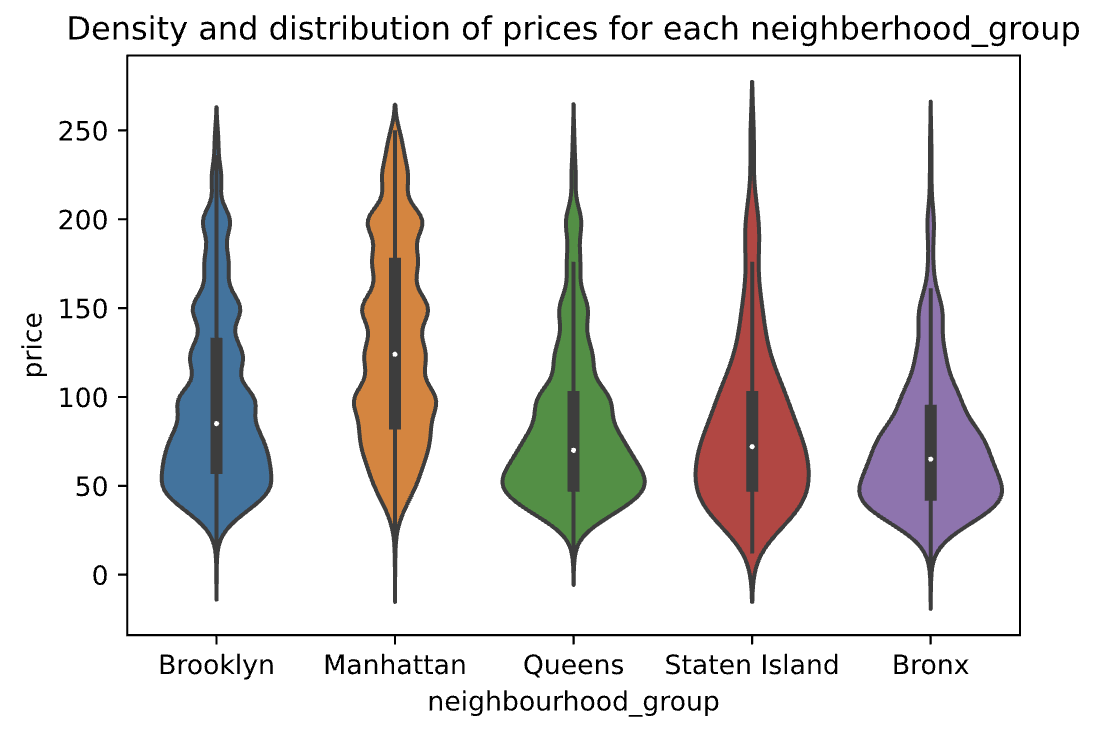 Density and distribution of prices for each neighberhood_group
250
200
150
100
50
0
price
Brooklyn Manhattan Queens Staten Island Bronx
neighbourhood_group